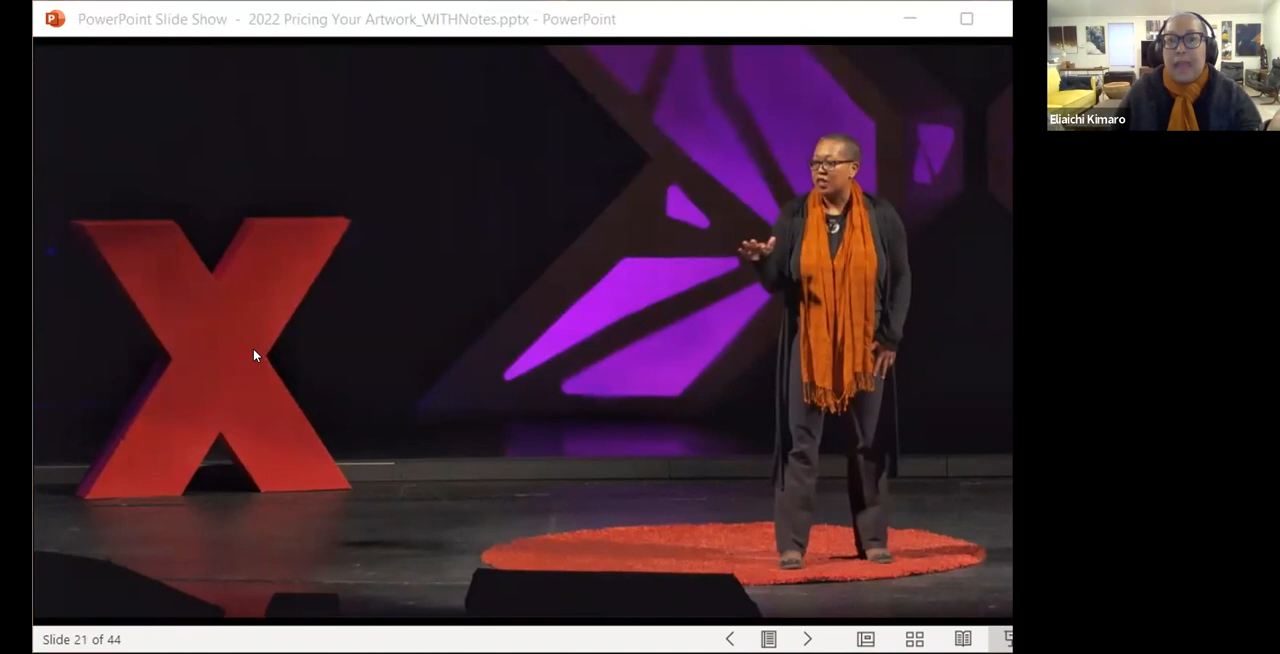 PowerPoint Slide Show - 2022 Pricing Your Artwork_WITHNotes.pptx - PowerPoint
Eliaichi Kimaro
X
Slide 21 of 44